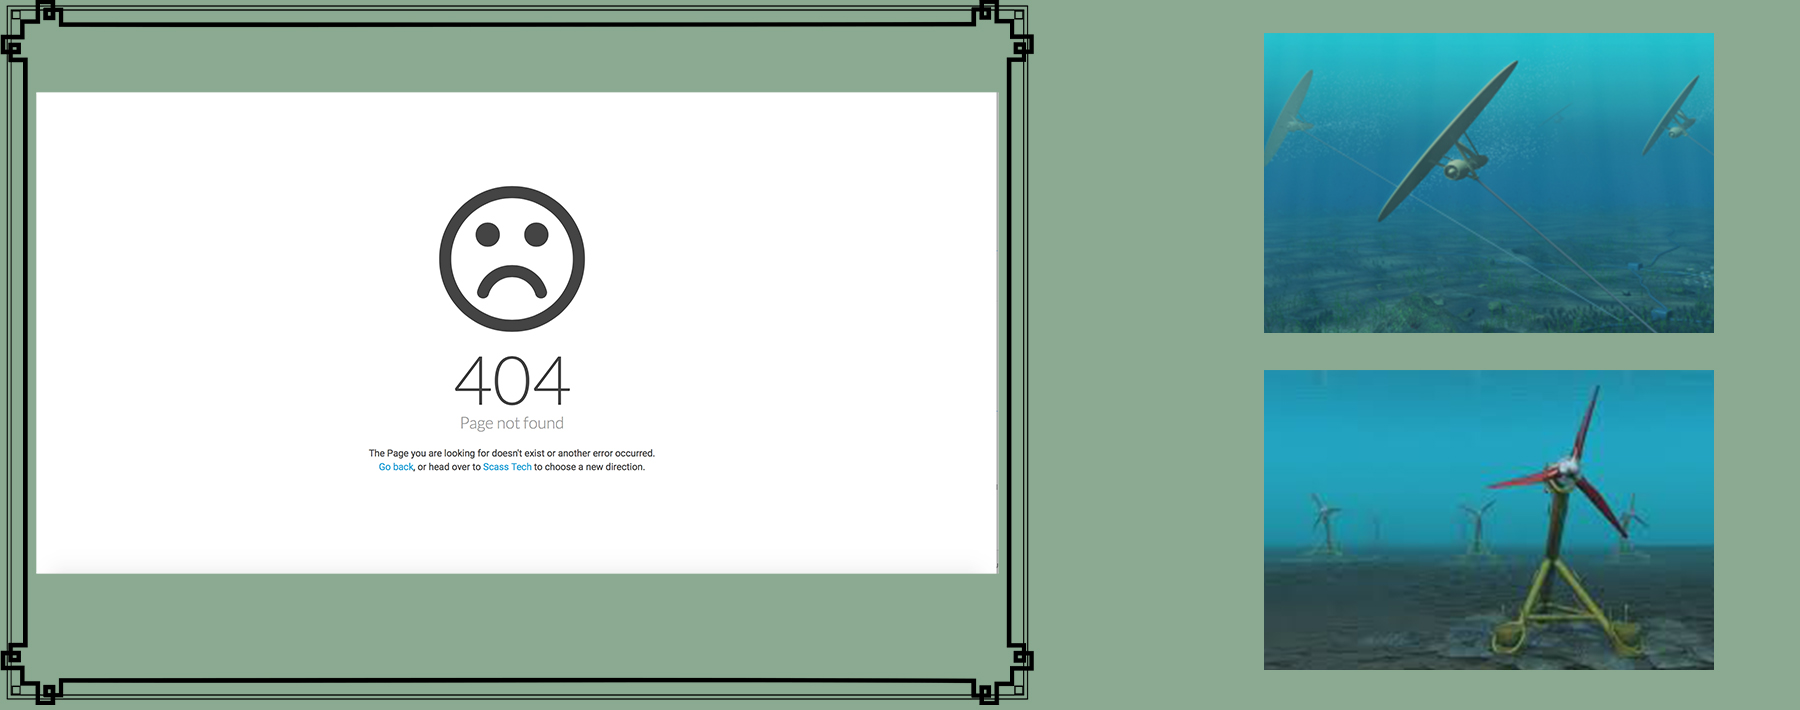 404
Page not found
The Page you are looking for doesn't exist or another error occurred.
Go back, or head over to Scass Tech to choose a new direction.